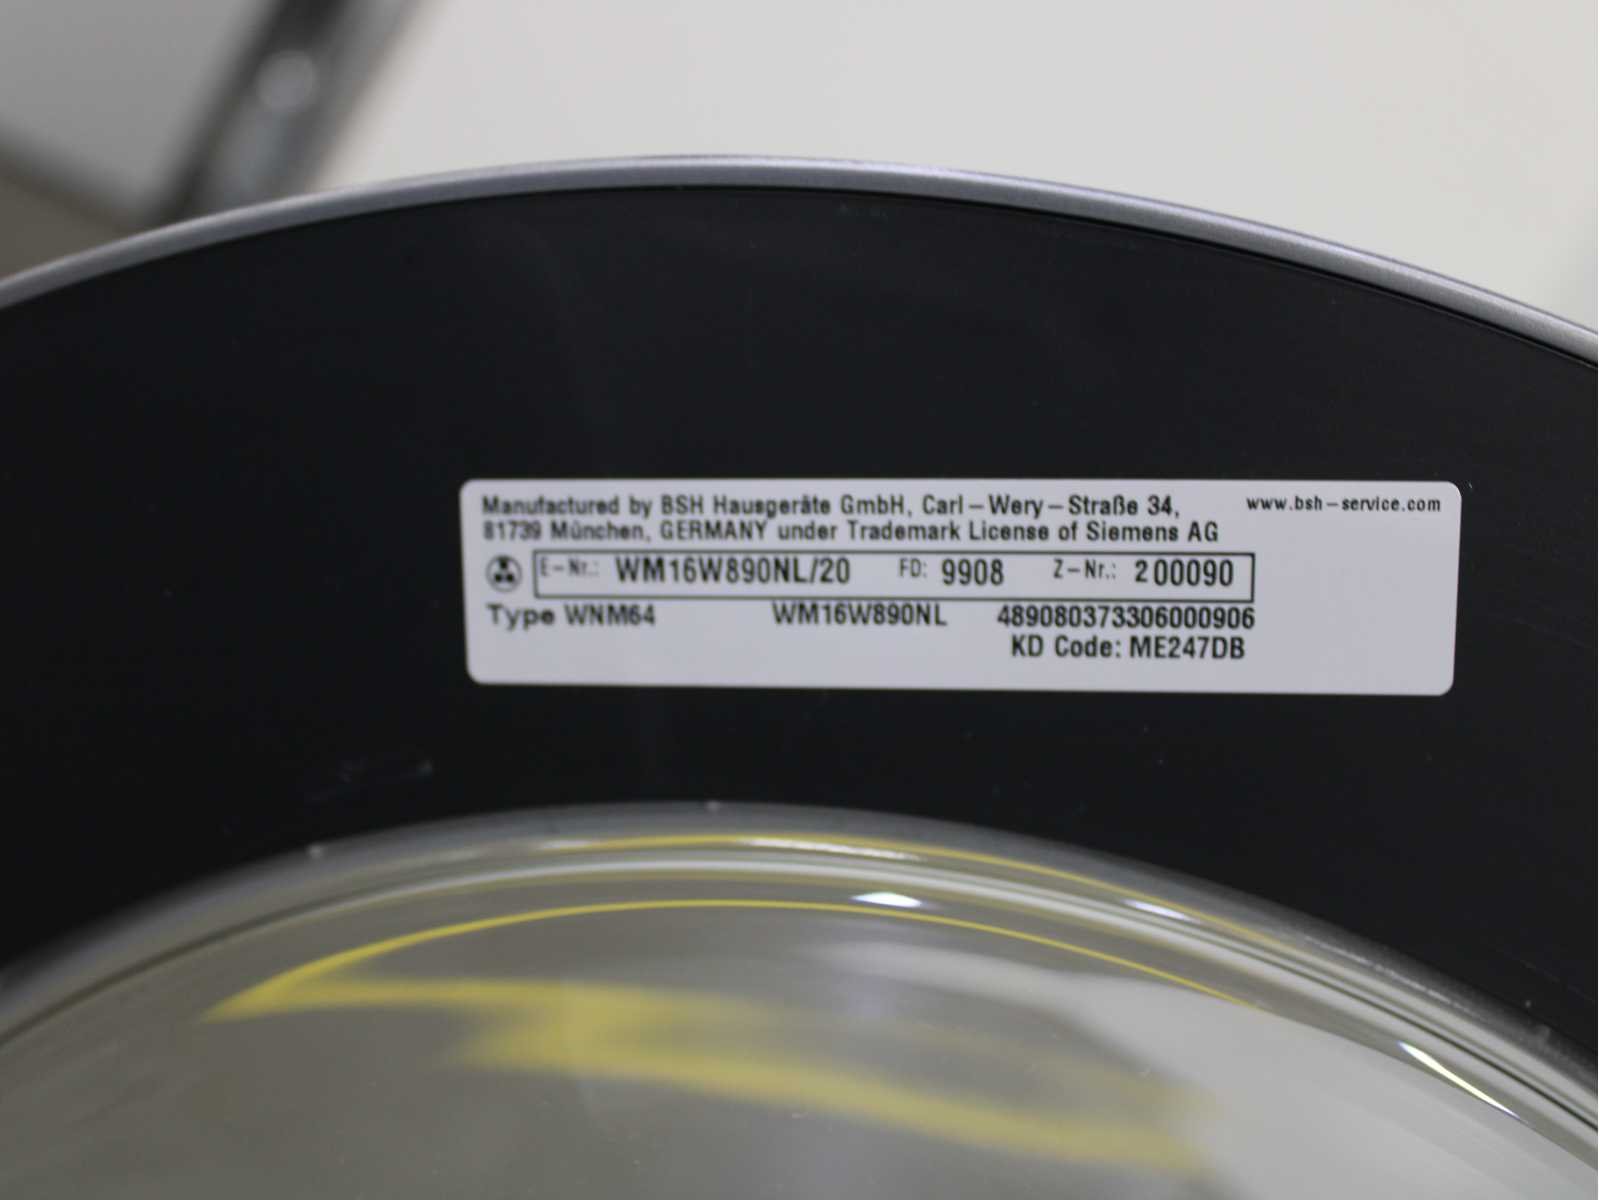 Manufactured by BSH Hausgeräte GmbH, Carl-Wery-Straße 34, www.bsh-service.com
81739 München, GERMANY under Trademark License of Siemens AG
E-Nr.: WM16W890NL/20 FD: 9908 Z-Nr.: 200090
Type WNM64 WM16W890NL 489080373306000906
KD Code: ME247DB